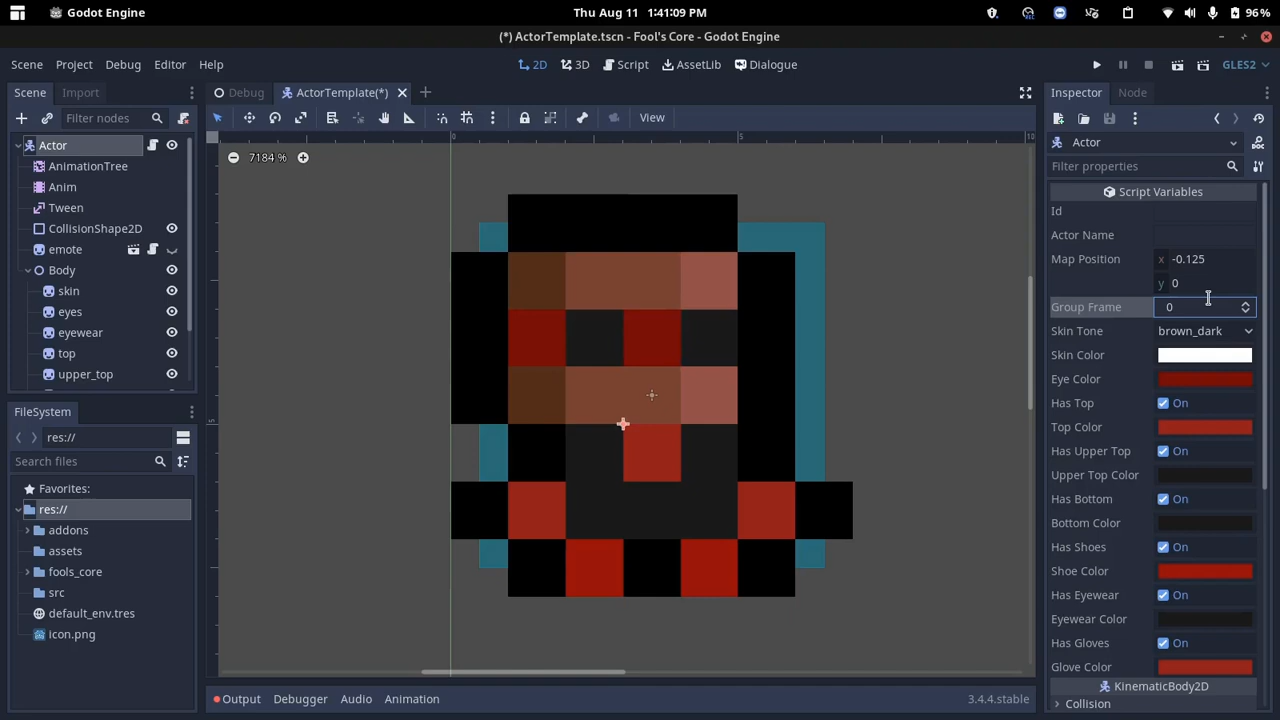 Godot Engine
Thu Aug 11 1:41:09 PM
96%
(*) ActorTemplate.tscn - Fool's Core - Godot Engine
Scene Project Debug Editor Help
2D 3D Script AssetLib Dialogue
GLES2
Scene Import
Debug ActorTemplate(*)
Inspector Node
Filter nodes
View
Actor
AnimationTree
Anim
Tween
CollisionShape2D
emote
Body
skin
eyes
eyewear
top
upper_top
FileSystem
res://
Search files
Favorites:
res://
addons
assets
fools_core
src
default_env.tres
icon.png
0 5 10
7184 %
5
Output Debugger Audio Animation
3.4.4.stable
Actor
Filter properties
Script Variables
Id
Actor Name
Map Position x -0.125
y 0
Group Frame 0
Skin Tone brown_dark
Skin Color
Eye Color
Has Top On
Top Color
Has Upper Top On
Upper Top Color
Has Bottom On
Bottom Color
Has Shoes On
Shoe Color
Has Eyewear On
Eyewear Color
Has Gloves On
Glove Color
KinematicBody2D
Collision